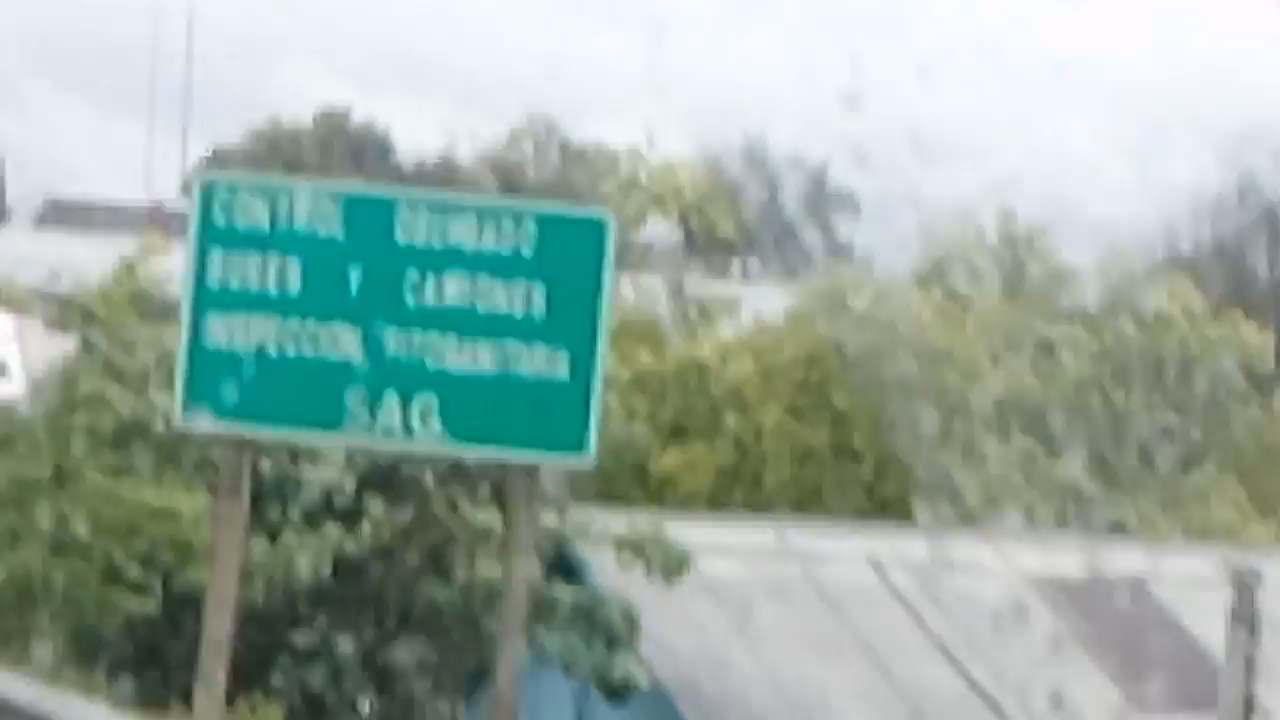 CONTROL OBLIGADO
BUSES Y CAMIONES
INSPECCION FITOSANITARIA
SAG